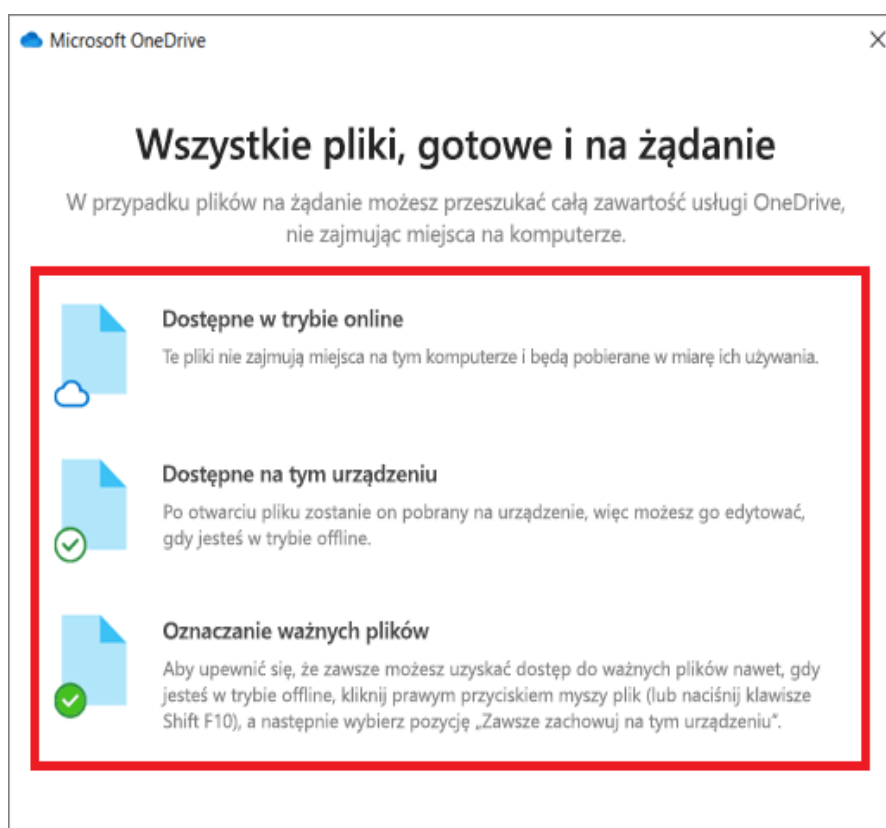 Microsoft OneDrive
Wszystkie pliki, gotowe i na żądanie
W przypadku plików na żądanie możesz przeszukać całą zawartość usługi OneDrive,
nie zajmując miejsca na komputerze.
Dostępne w trybie online
Te pliki nie zajmują miejsca na tym komputerze i będą pobierane w miarę ich używania.
Dostępne na tym urządzeniu
Po otwarciu pliku zostanie on pobrany na urządzenie, więc możesz go edytować,
gdy jesteś w trybie offline.
Oznaczanie ważnych plików
Aby upewnić się, że zawsze możesz uzyskać dostęp do ważnych plików nawet, gdy
jesteś w trybie offline, kliknij prawym przyciskiem myszy plik (lub naciśnij klawisze
Shift F10), a następnie wybierz pozycję „Zawsze zachowuj na tym urządzeniu”.